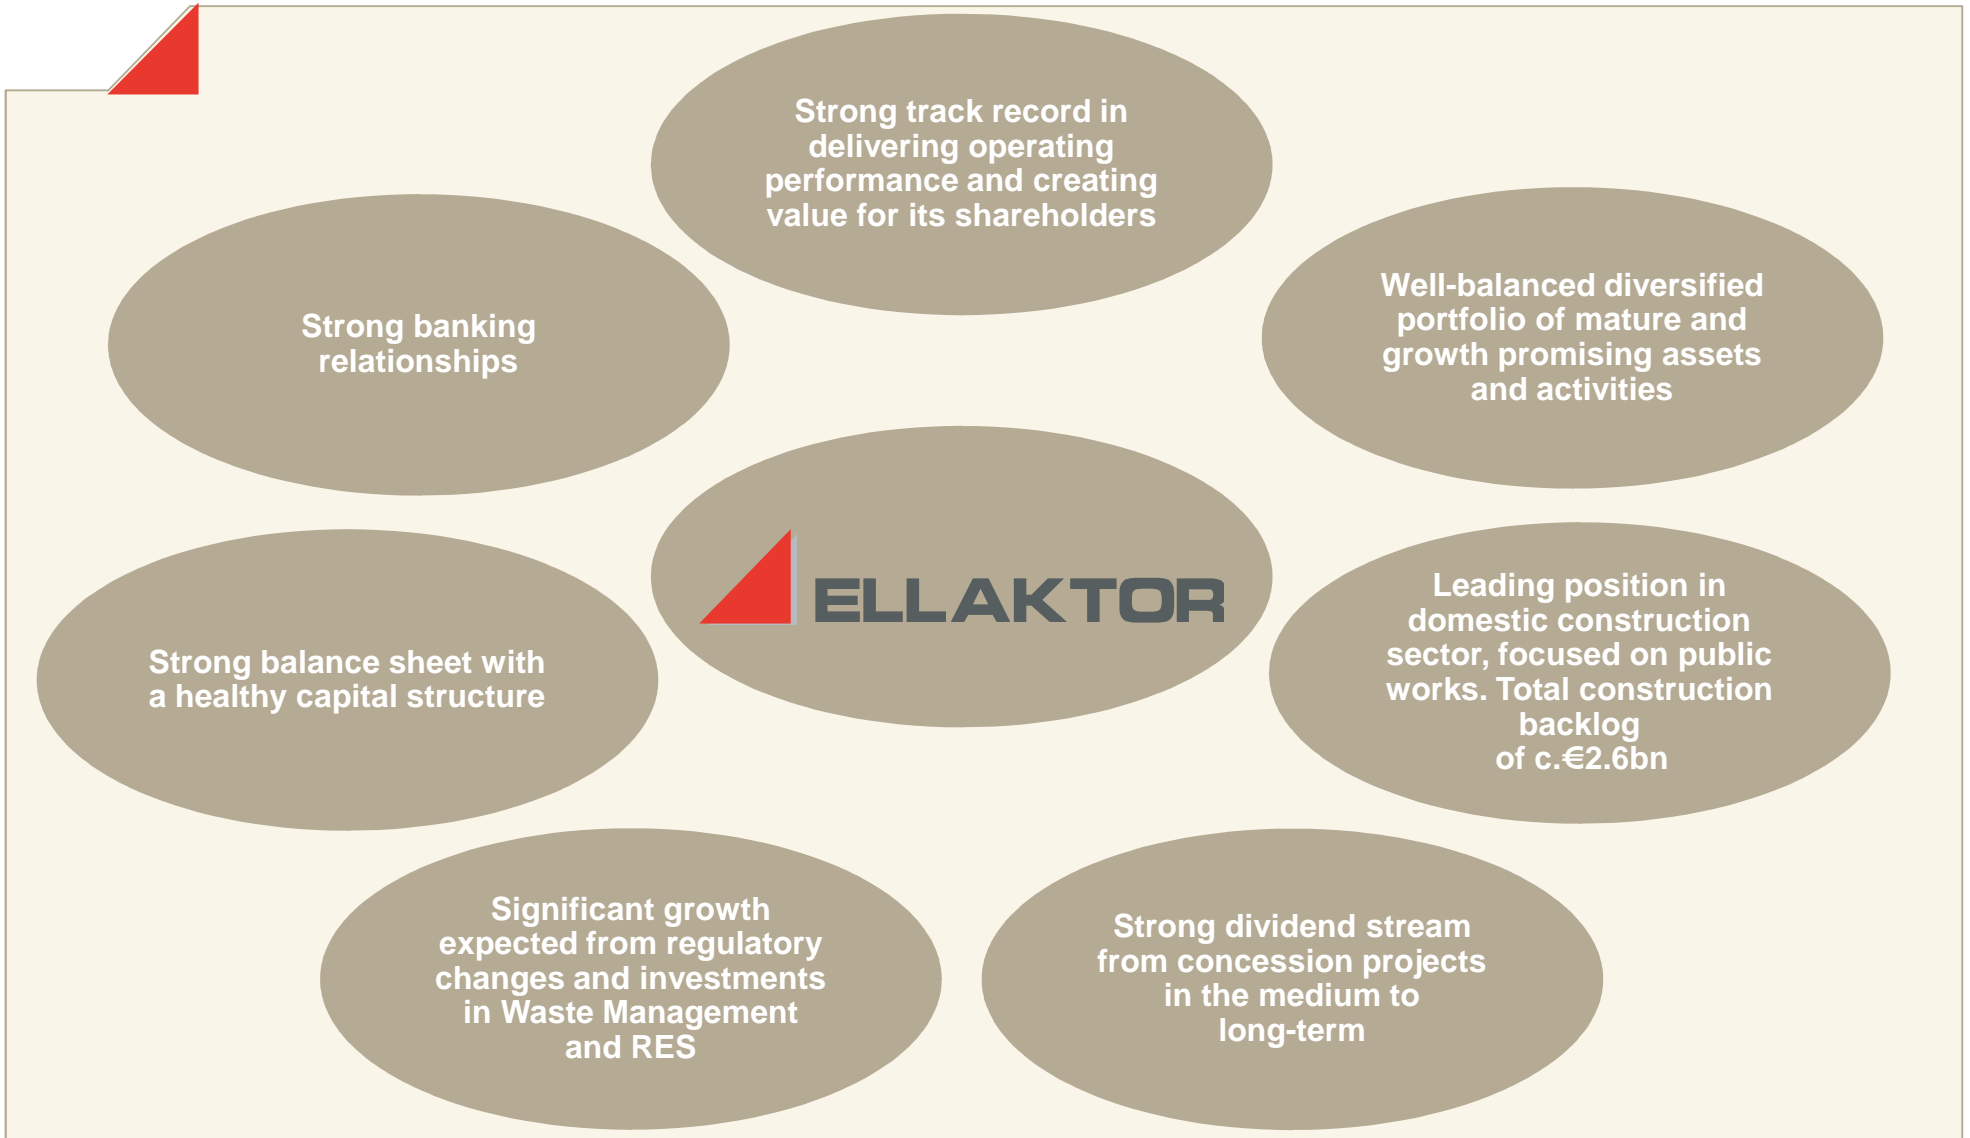 Strong track record in
delivering operating
performance and creating
value for its shareholders
Strong banking
relationships
Well-balanced diversified
portfolio of mature and
growth promising assets
and activities
ELLAKTOR
Strong balance sheet with
a healthy capital structure
Leading position in
domestic construction
sector, focused on public
works. Total construction
backlog
of c.€2.6bn
Significant growth
expected from regulatory
changes and investments
in Waste Management
and RES
Strong dividend stream
from concession projects
in the medium to
long-term